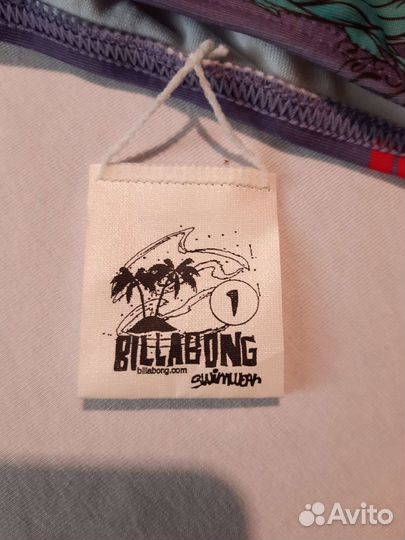 1
BILLABONG
billabong.com
swimwear
Avito